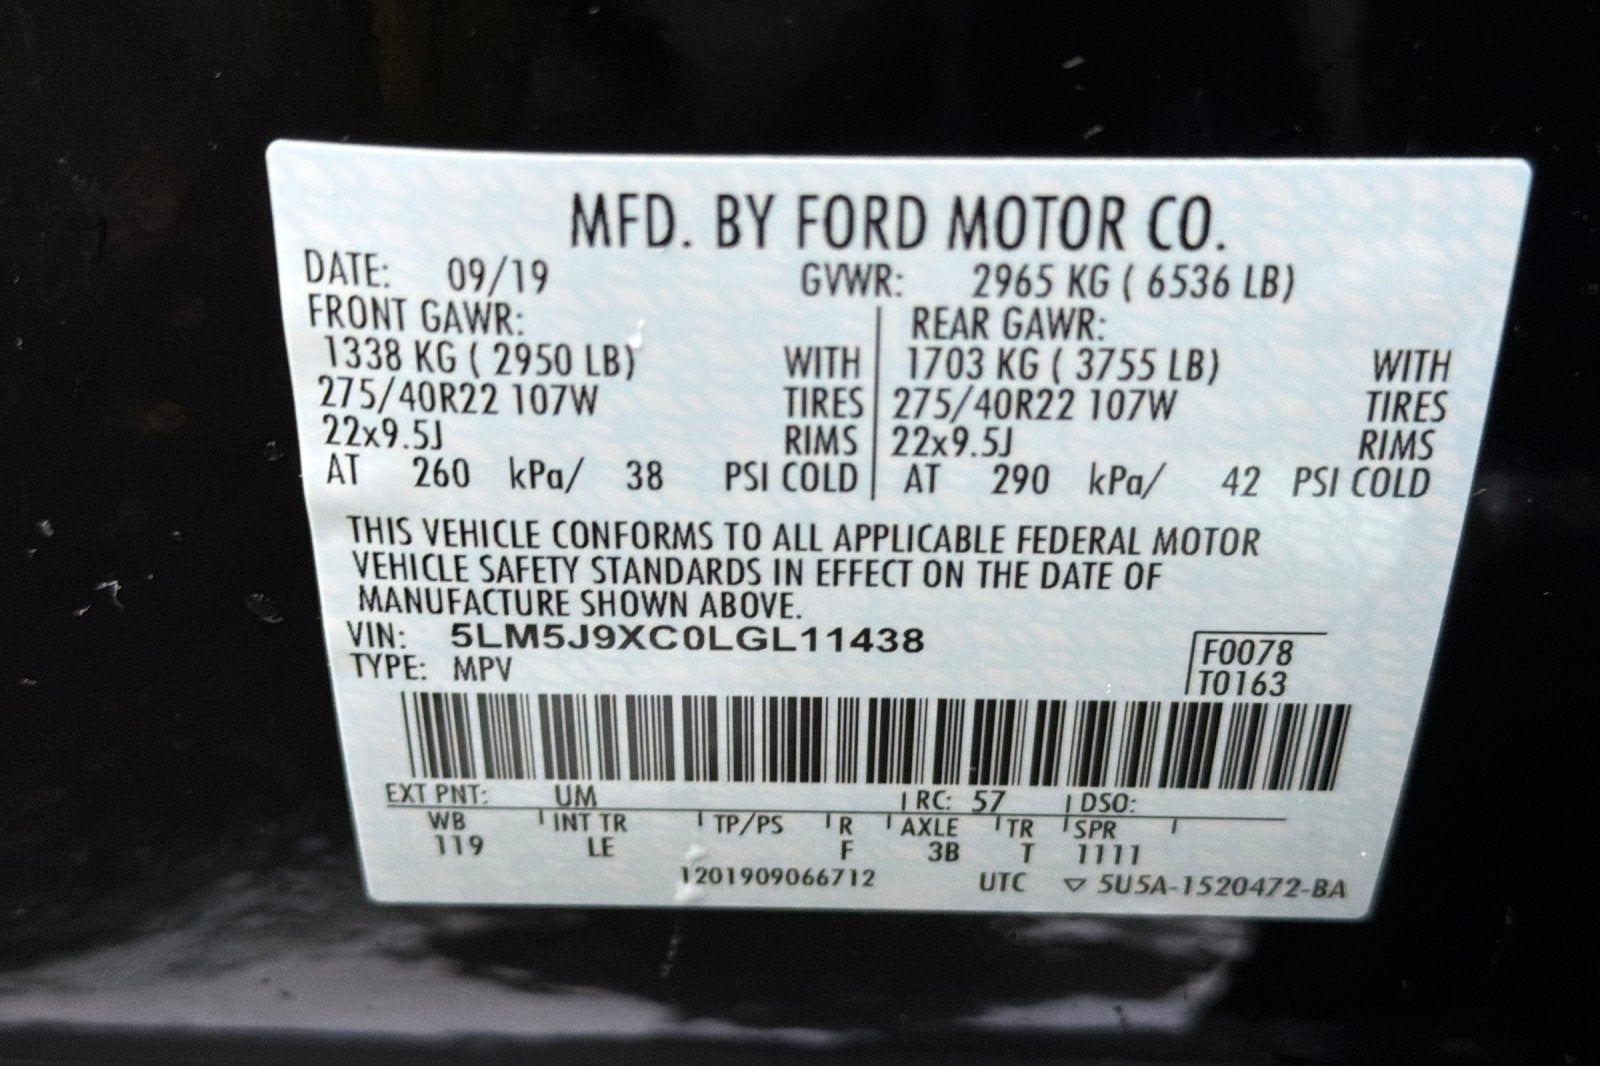 MFD. BY FORD MOTOR CO.
DATE: 09/19 GVWR: 2965 KG ( 6536 LB)
FRONT GAWR: REAR GAWR:
1338 KG ( 2950 LB) WITH 1703 KG ( 3755 LB) WITH
275/40R22 107W TIRES 275/40R22 107W TIRES
22x9.5J RIMS 22x9.5J RIMS
AT 260 kPa/ 38 PSI COLD AT 290 kPa/ 42 PSI COLD
THIS VEHICLE CONFORMS TO ALL APPLICABLE FEDERAL MOTOR
VEHICLE SAFETY STANDARDS IN EFFECT ON THE DATE OF
MANUFACTURE SHOWN ABOVE.
VIN: 5LM5J9XC0LGL11438 F0078
TYPE: MPV T0163
EXT PNT: UM RC: 57 DSO:
WB INT TR TP/PS R AXLE TR SPR
119 LE F 3B T 1111
1201909066712 UTC ▽ 5U5A-1520472-BA